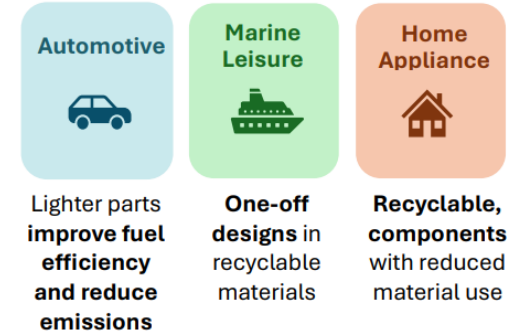 Automotive
Marine
Leisure
Home
Appliance
Lighter parts
improve fuel
efficiency
and reduce
emissions
One-off
designs in
recyclable
materials
Recyclable,
components
with reduced
material use